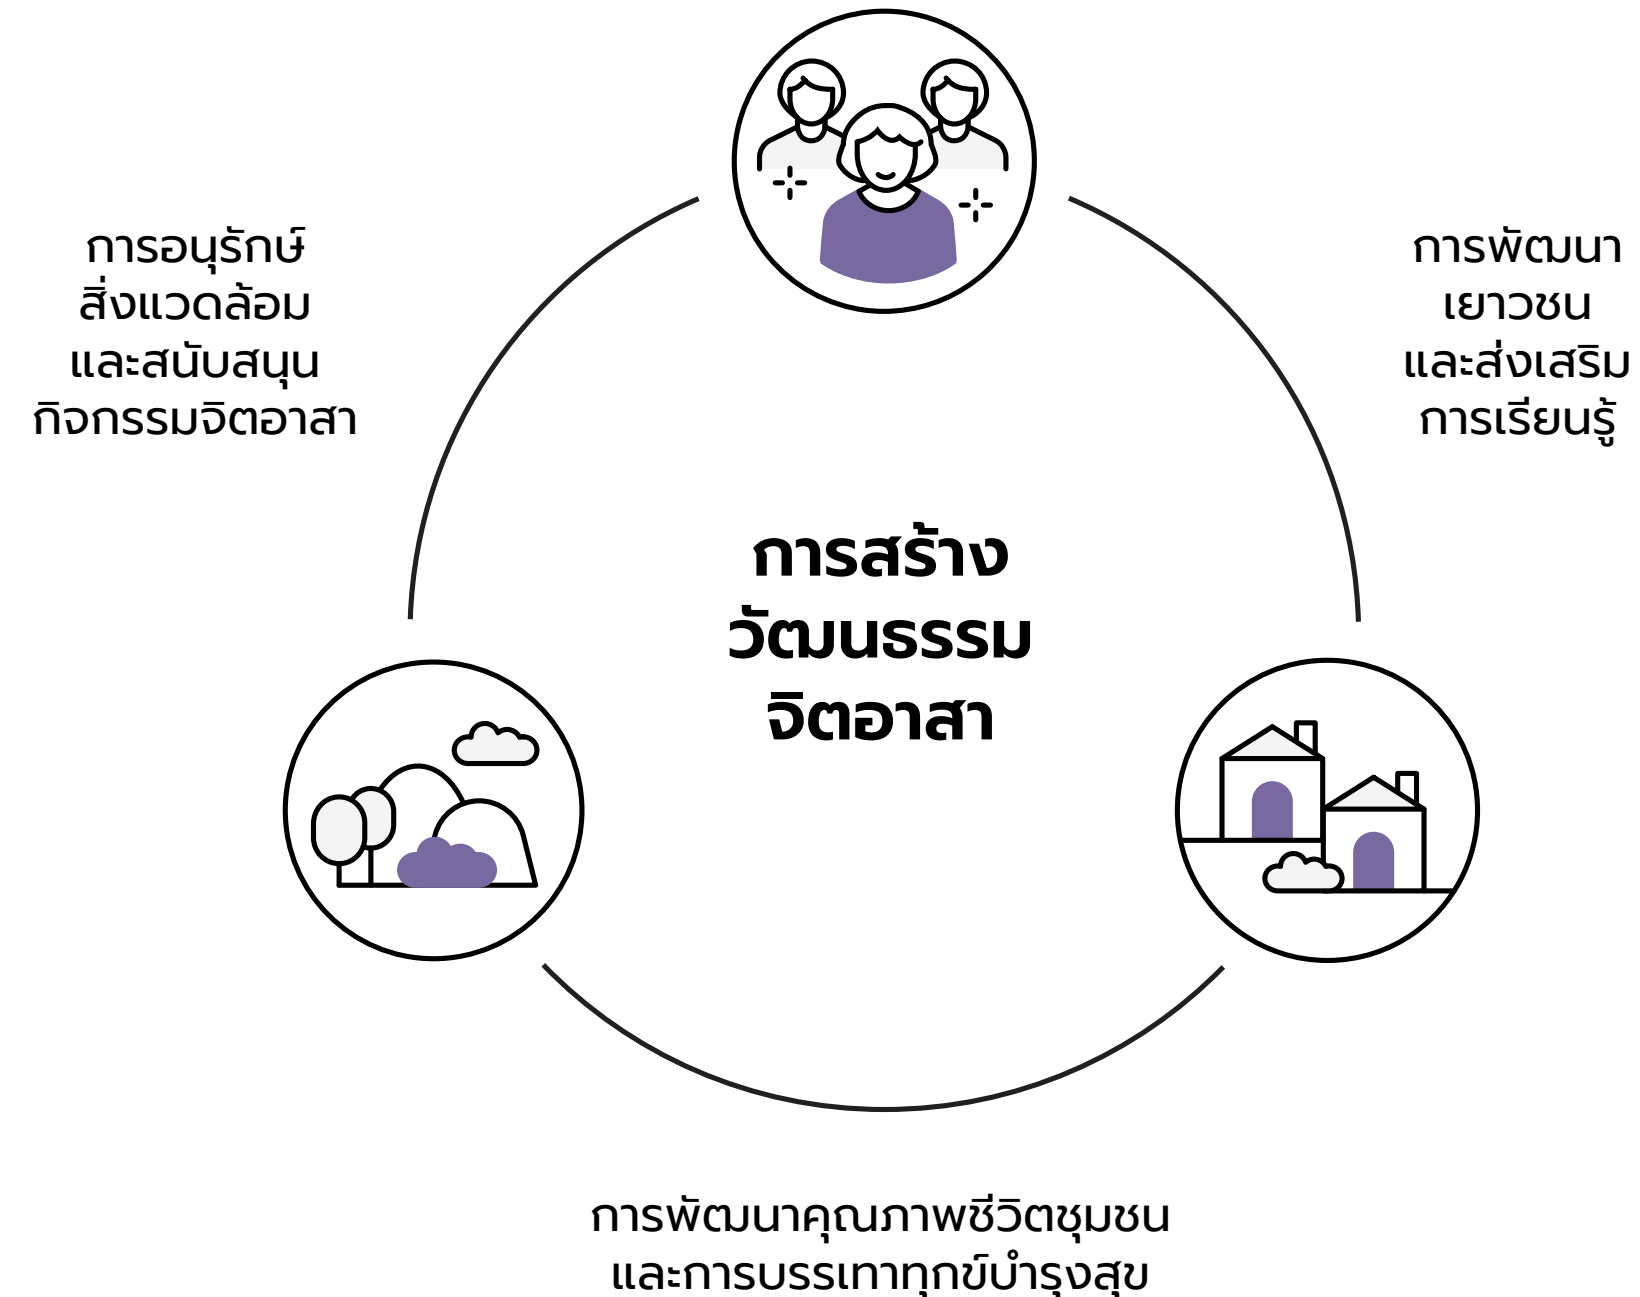 การอนุรักษ์
สิ่งแวดล้อม
และสนับสนุน
กิจกรรมจิตอาสา
การพัฒนา
เยาวชน
และส่งเสริม
การเรียนรู้
การสร้าง
วัฒนธรรม
จิตอาสา
การพัฒนาคุณภาพชีวิตชุมชน
และการบรรเทาทุกข์บำรุงสุข